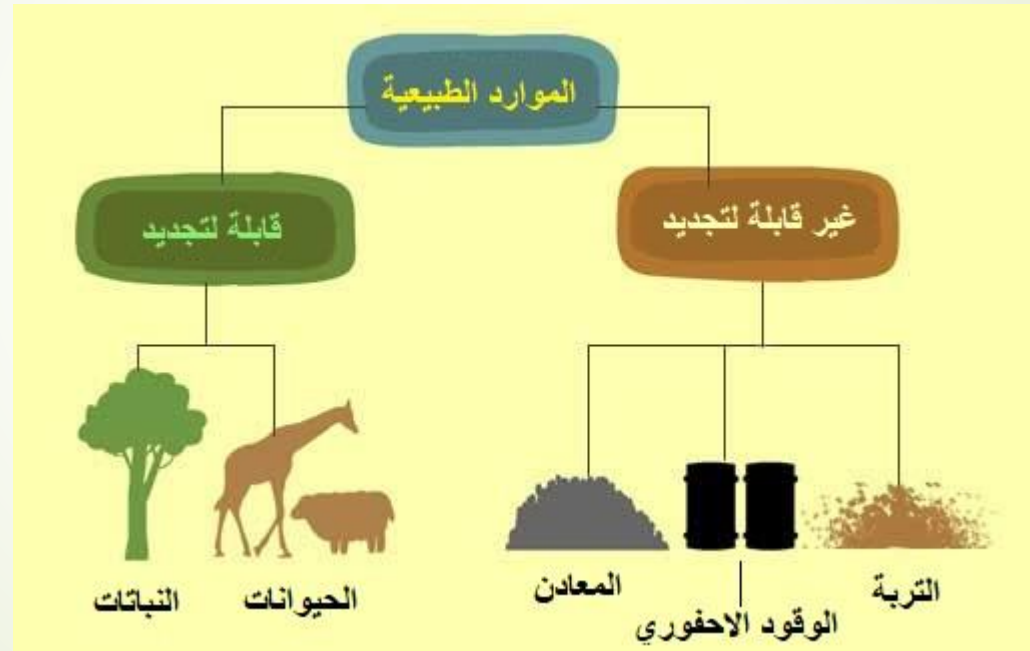 الموارد الطبيعية
غير قابلة لتجديد
قابلة لتجديد
التربة
الوقود الاحفوري
المعادن
الحيوانات
النباتات